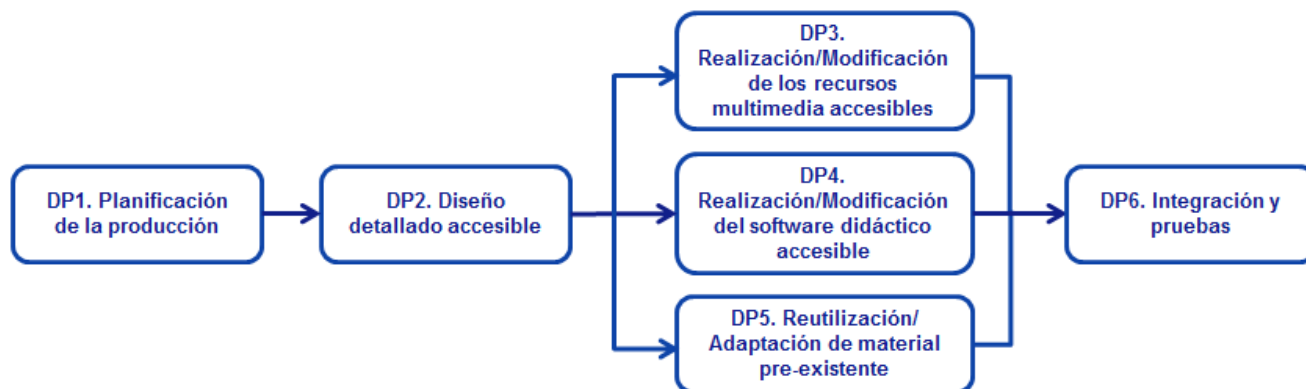 DP1. Planificación
de la producción
DP2. Diseño
detallado accesible
DP3.
Realización/Modificación
de los recursos
multimedia accesibles
DP4.
Realización/Modificación
del software didáctico
accesible
DP5. Reutilización/
Adaptación de material
pre-existente
DP6. Integración y
pruebas